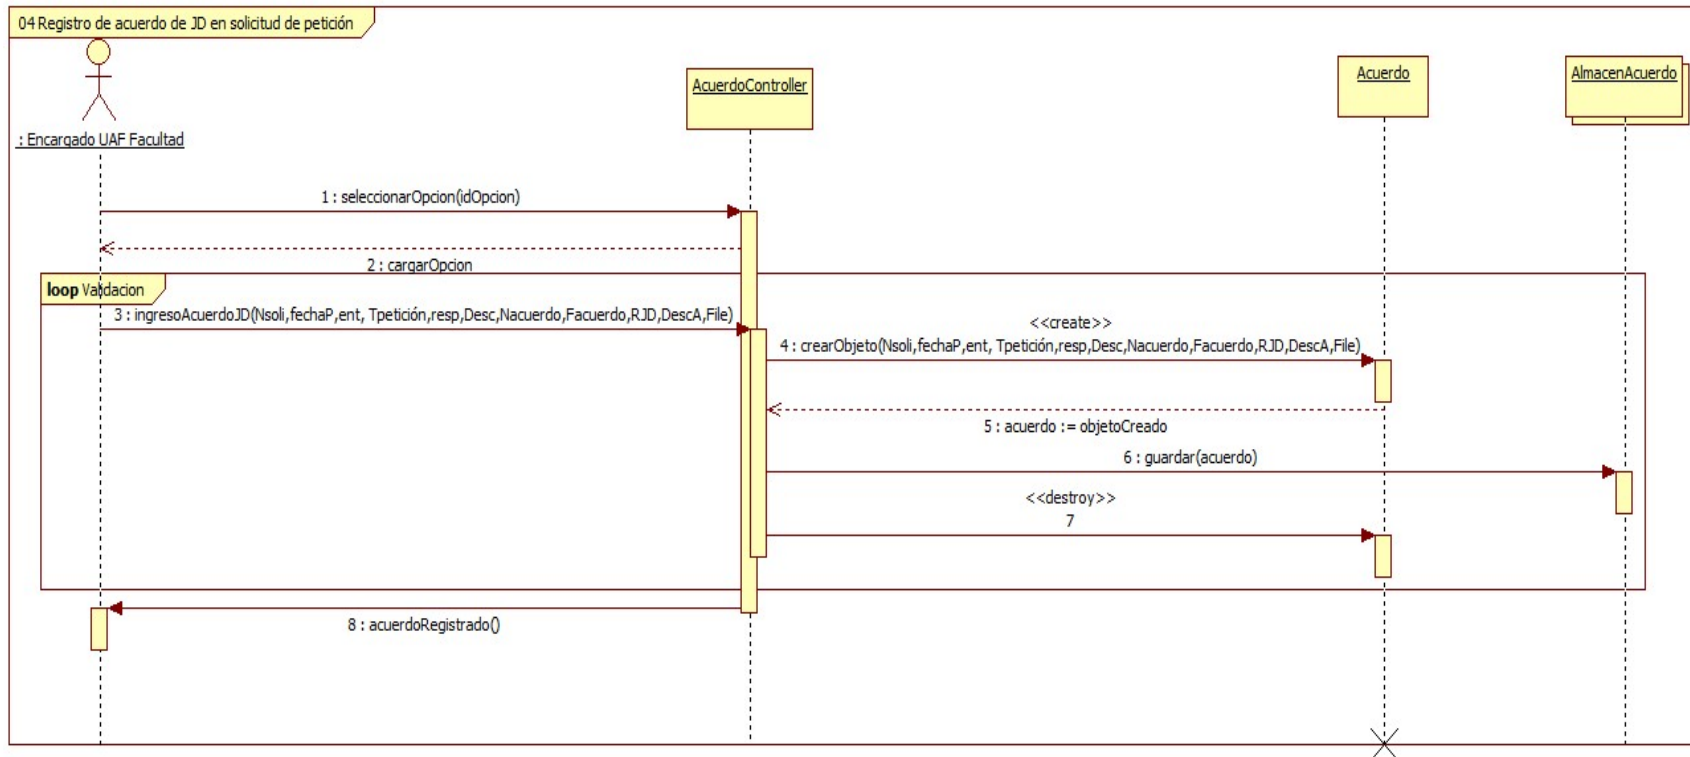 04 Registro de acuerdo de JD en solicitud de petición
: Encargado UAF Facultad
AcuerdoController
Acuerdo
AlmacenAcuerdo
1 : seleccionarOpcion(idOpcion)
2 : cargarOpcion
loop Validacion
3 : ingresoAcuerdoJD(Nsoli,fechaP,ent, Tpetición,resp,Desc,Nacuerdo,Facuerdo,RJD,DescA,File)
<<create>>
4 : crearObjeto(Nsoli,fechaP,ent, Tpetición,resp,Desc,Nacuerdo,Facuerdo,RJD,DescA,File)
5 : acuerdo := objetoCreado
6 : guardar(acuerdo)
<<destroy>>
7
8 : acuerdoRegistrado()